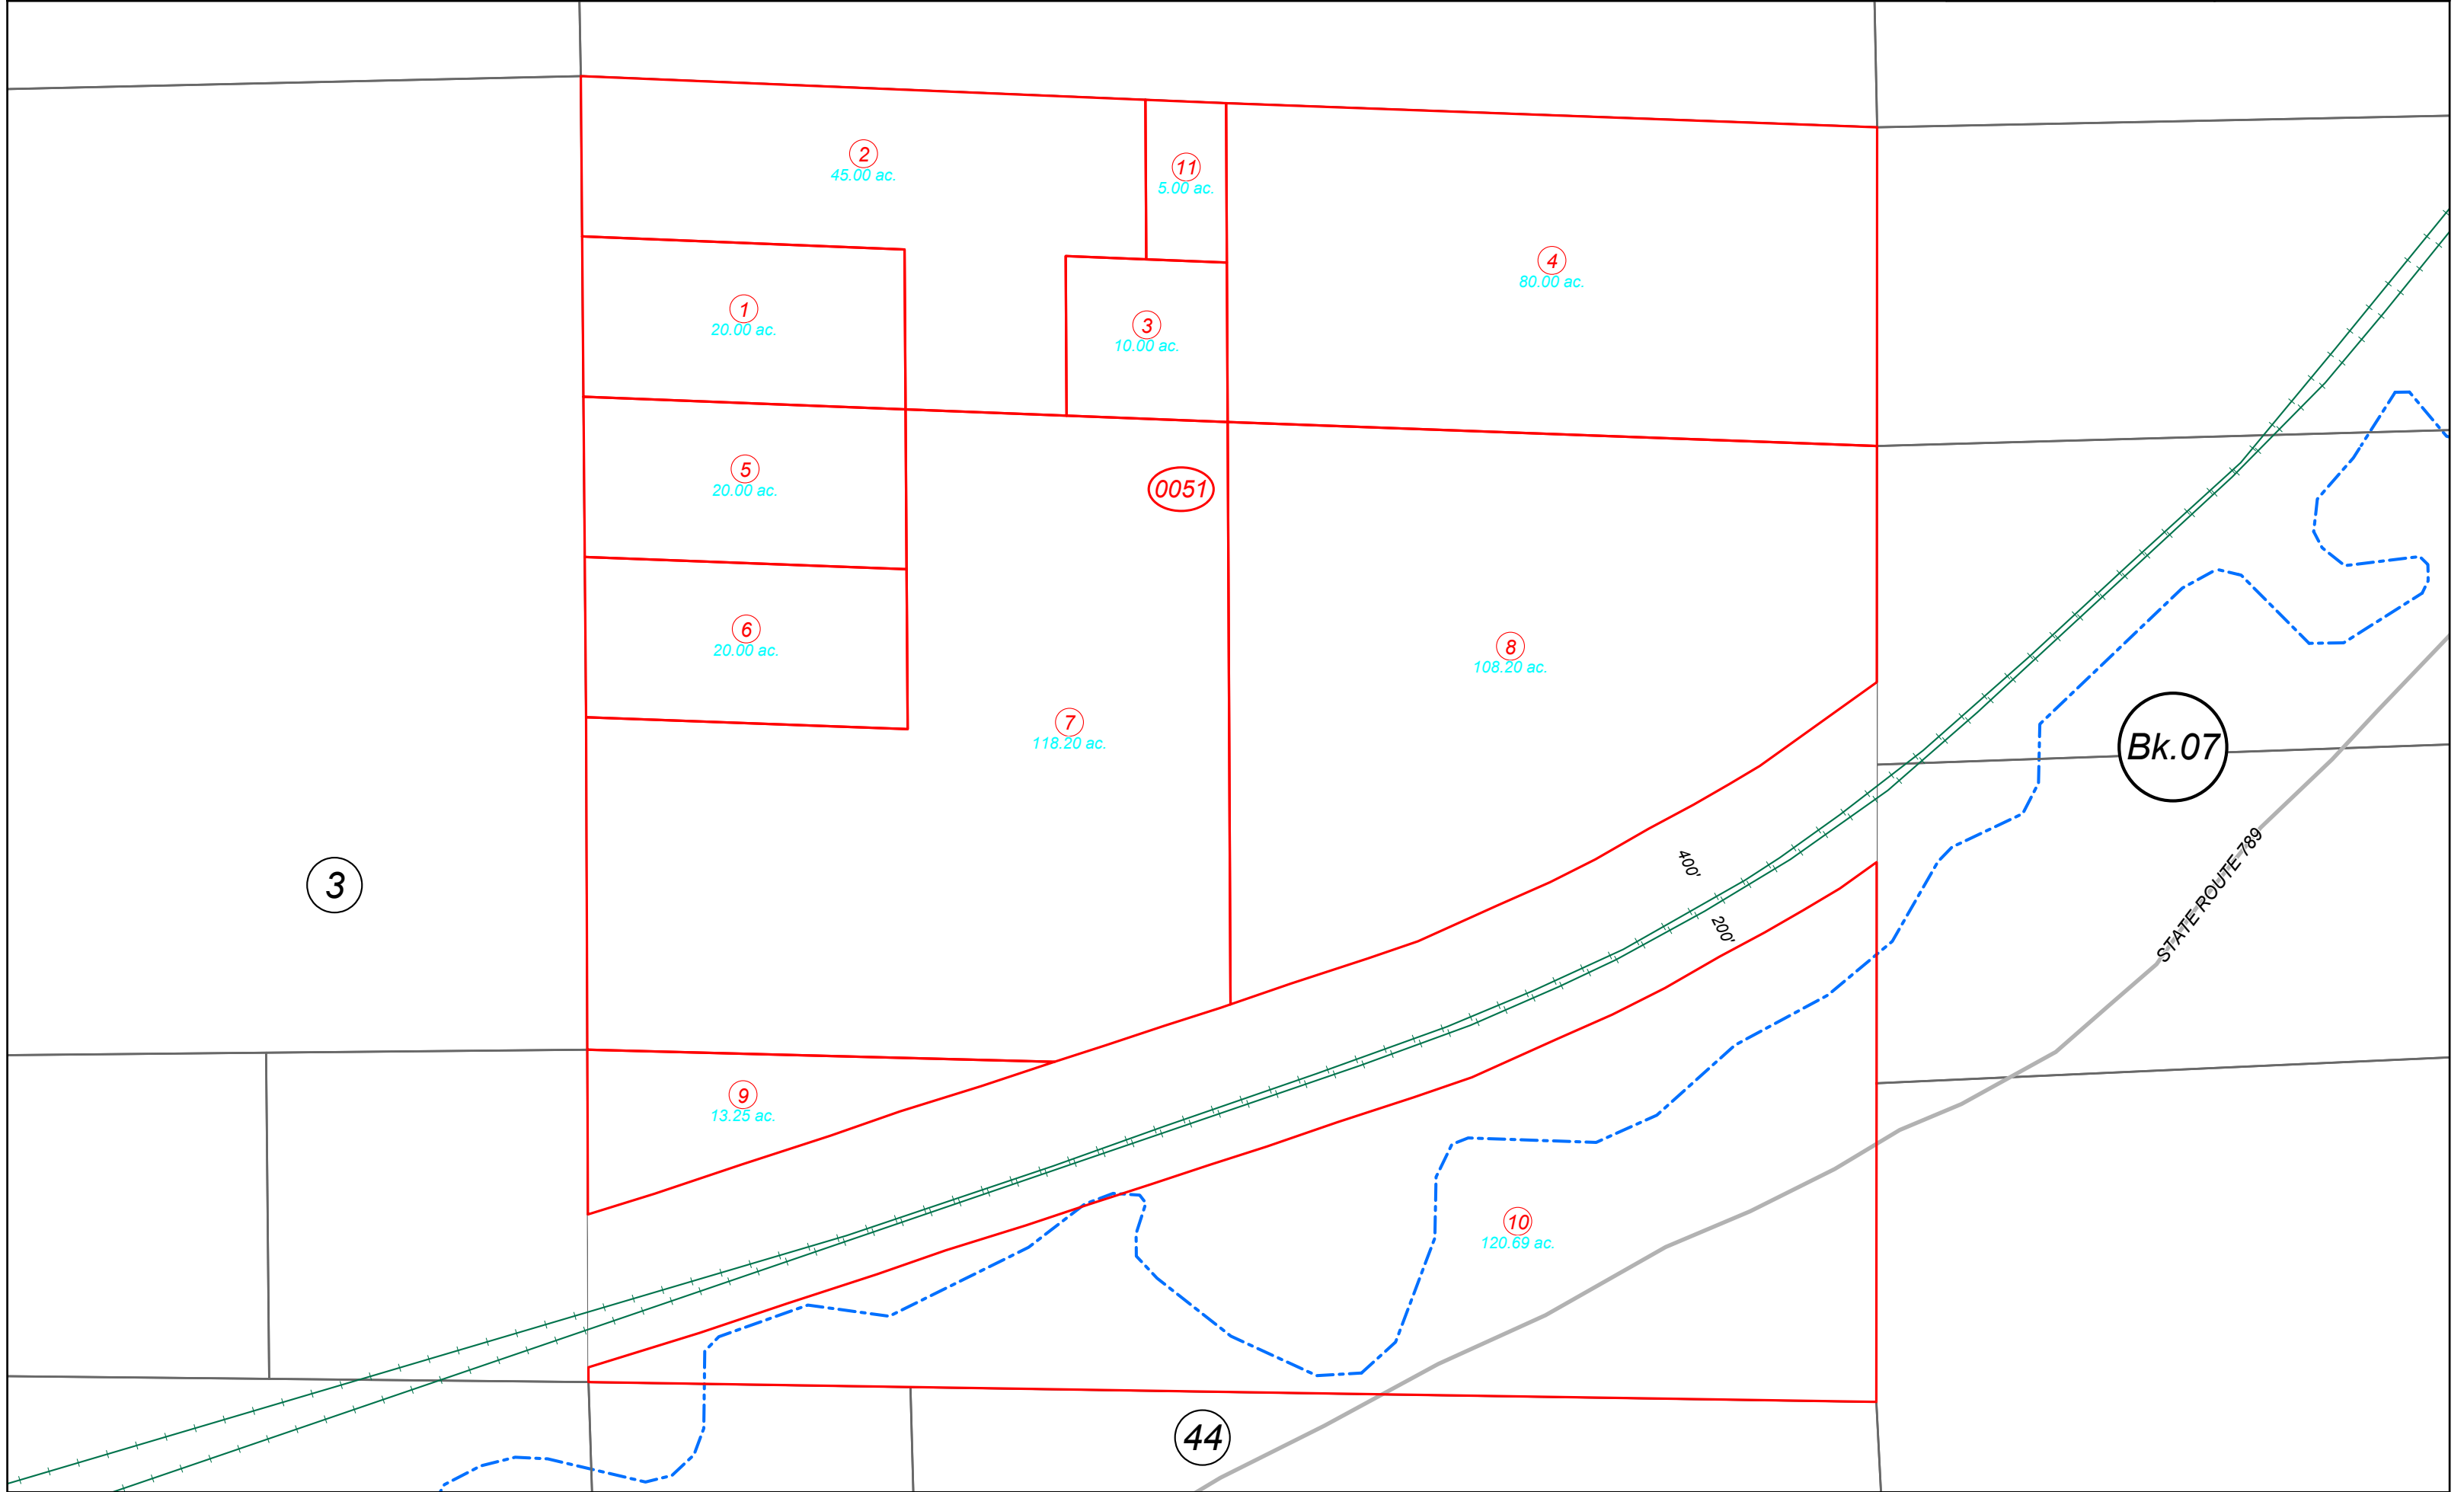 2
45.00 ac.
11
5.00 ac.
4
80.00 ac.
1
20.00 ac.
3
10.00 ac.
5
20.00 ac.
0051
6
20.00 ac.
8
108.20 ac.
7
118.20 ac.
Bk.07
3
400'
200'
STATE ROUTE 789
9
13.25 ac.
10
120.69 ac.
44